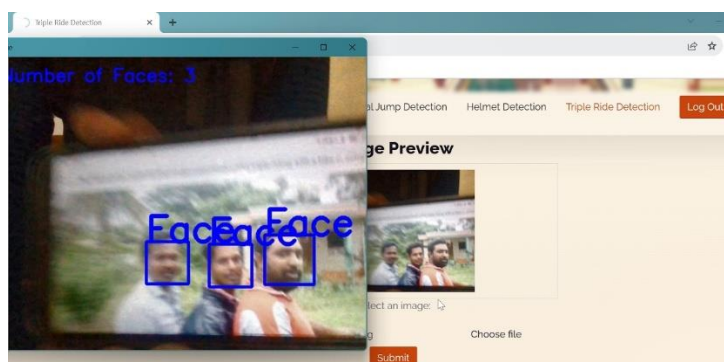 Triple Ride Detection
Number of Faces: 3
Jump Detection Helmet Detection Triple Ride Detection Log Out
ge Preview
Face
Face
Face
lect an image:
Choose file
Submit